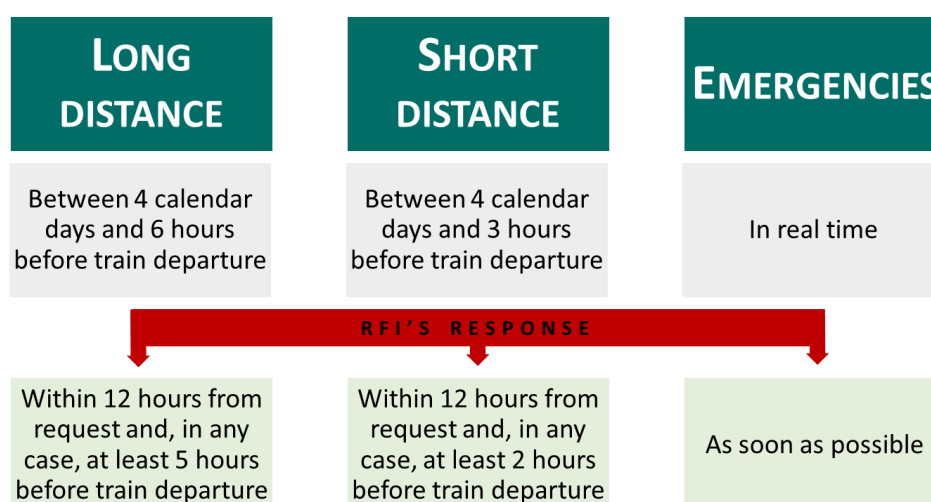 LONG
DISTANCE
SHORT
DISTANCE
EMERGENCIES
Between 4 calendar
days and 6 hours
before train departure
Between 4 calendar
days and 3 hours
before train departure
In real time
RFI'S RESPONSE
Within 12 hours from
request and, in any
case, at least 5 hours
before train departure
Within 12 hours from
request and, in any
case, at least 2 hours
before train departure
As soon as possible